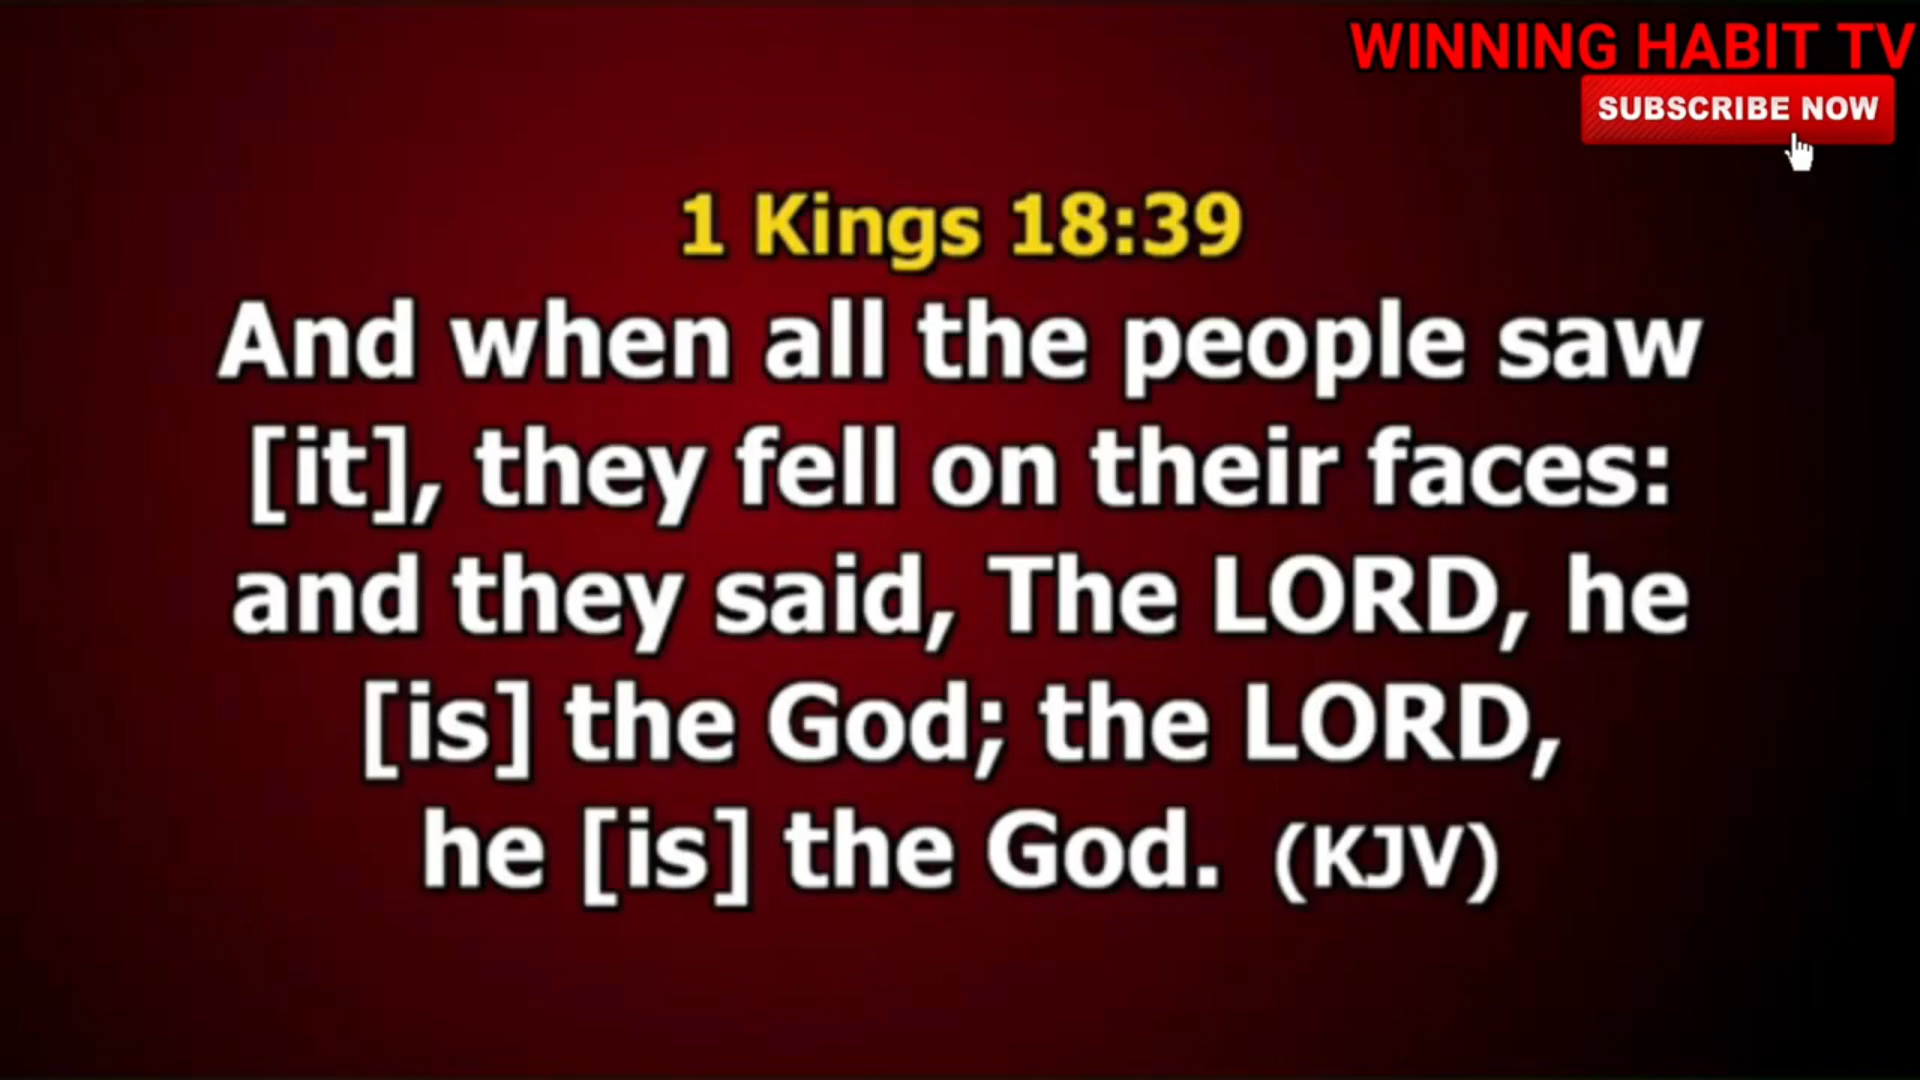 WINNING HABIT TV
SUBSCRIBE NOW
1 Kings 18:39
And when all the people saw
[it], they fell on their faces:
and they said, The LORD, he
[is] the God; the LORD,
he [is] the God. (KJV)